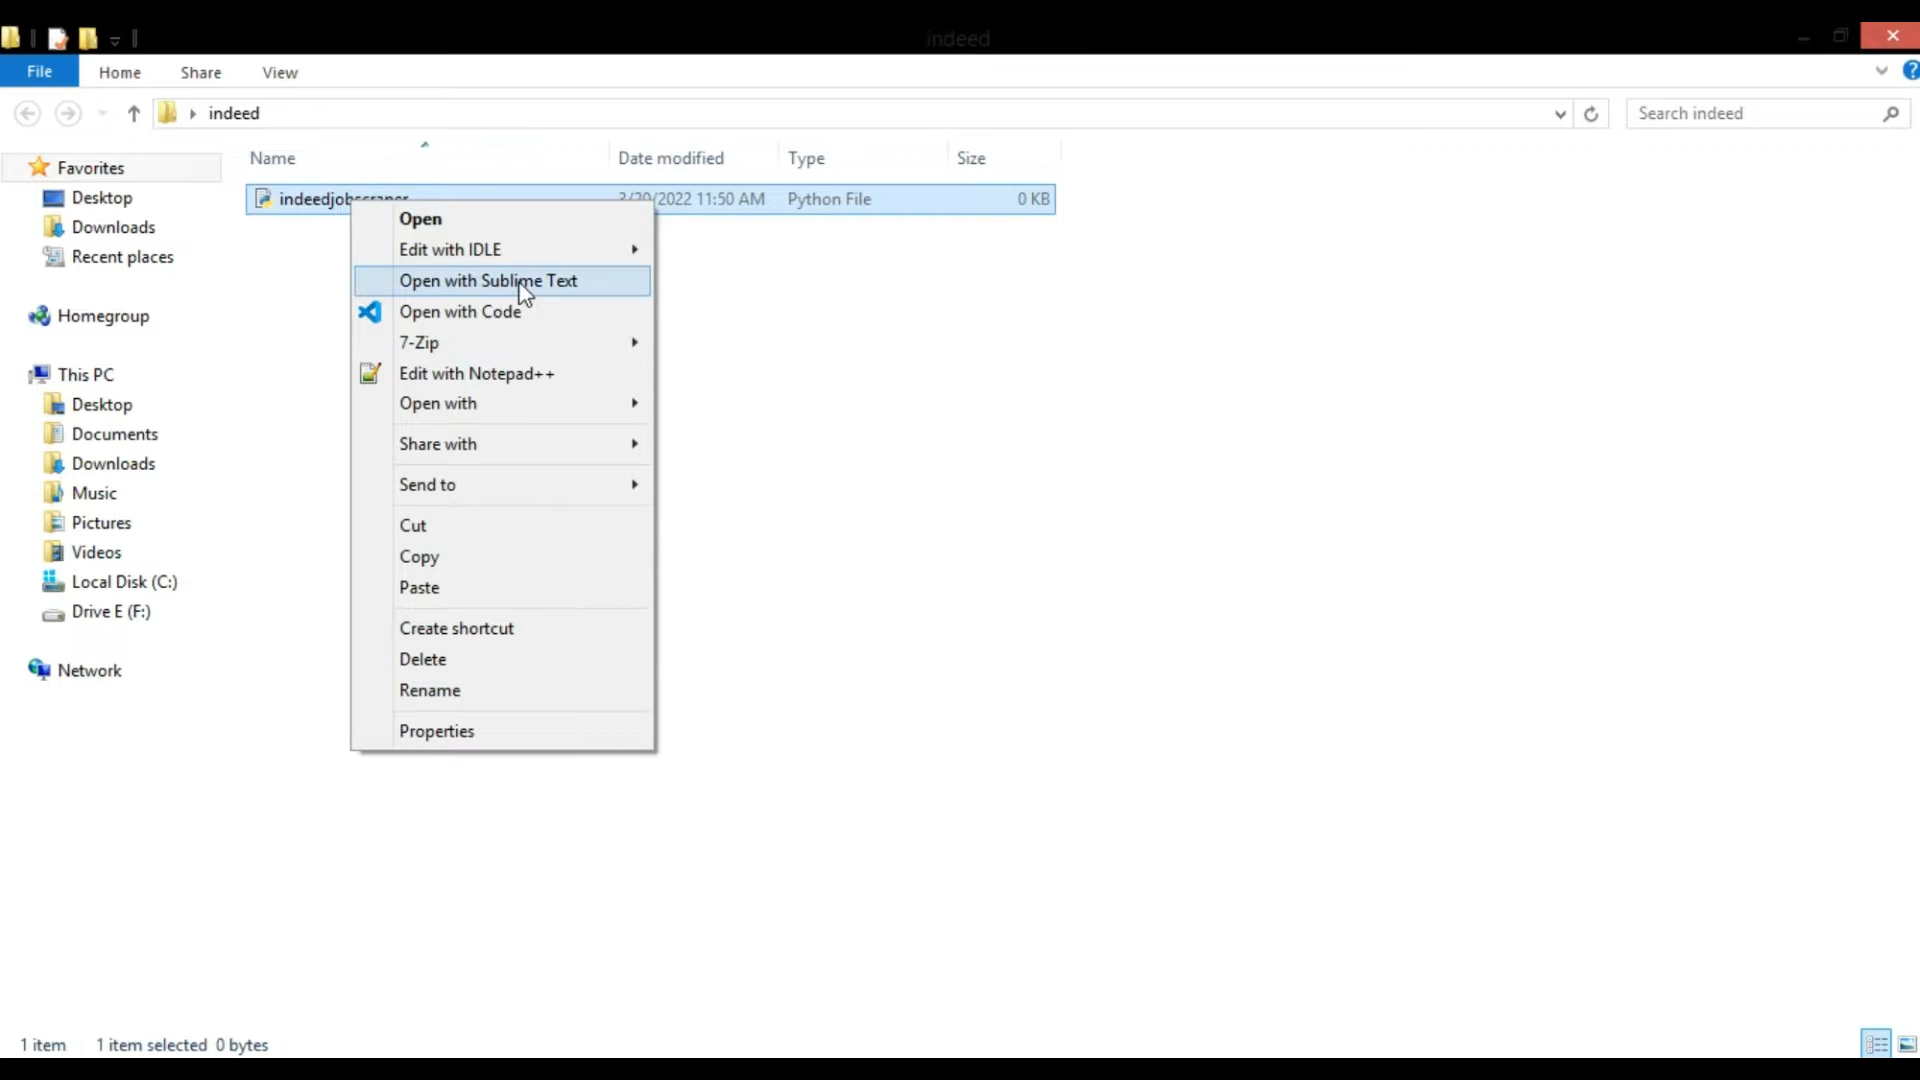 indeed
File Home Share View
indeed Search indeed
Name Date modified Type Size
Favorites
Desktop
Downloads
Recent places
Homegroup
This PC
Desktop
Documents
Downloads
Music
Pictures
Videos
Local Disk (C:)
Drive E (F:)
Network
indeedjobscraper 3/20/2022 11:50 AM Python File 0 KB
Open
Edit with IDLE
Open with Sublime Text
Open with Code
7-Zip
Edit with Notepad++
Open with
Share with
Send to
Cut
Copy
Paste
Create shortcut
Delete
Rename
Properties
1 item 1 item selected 0 bytes